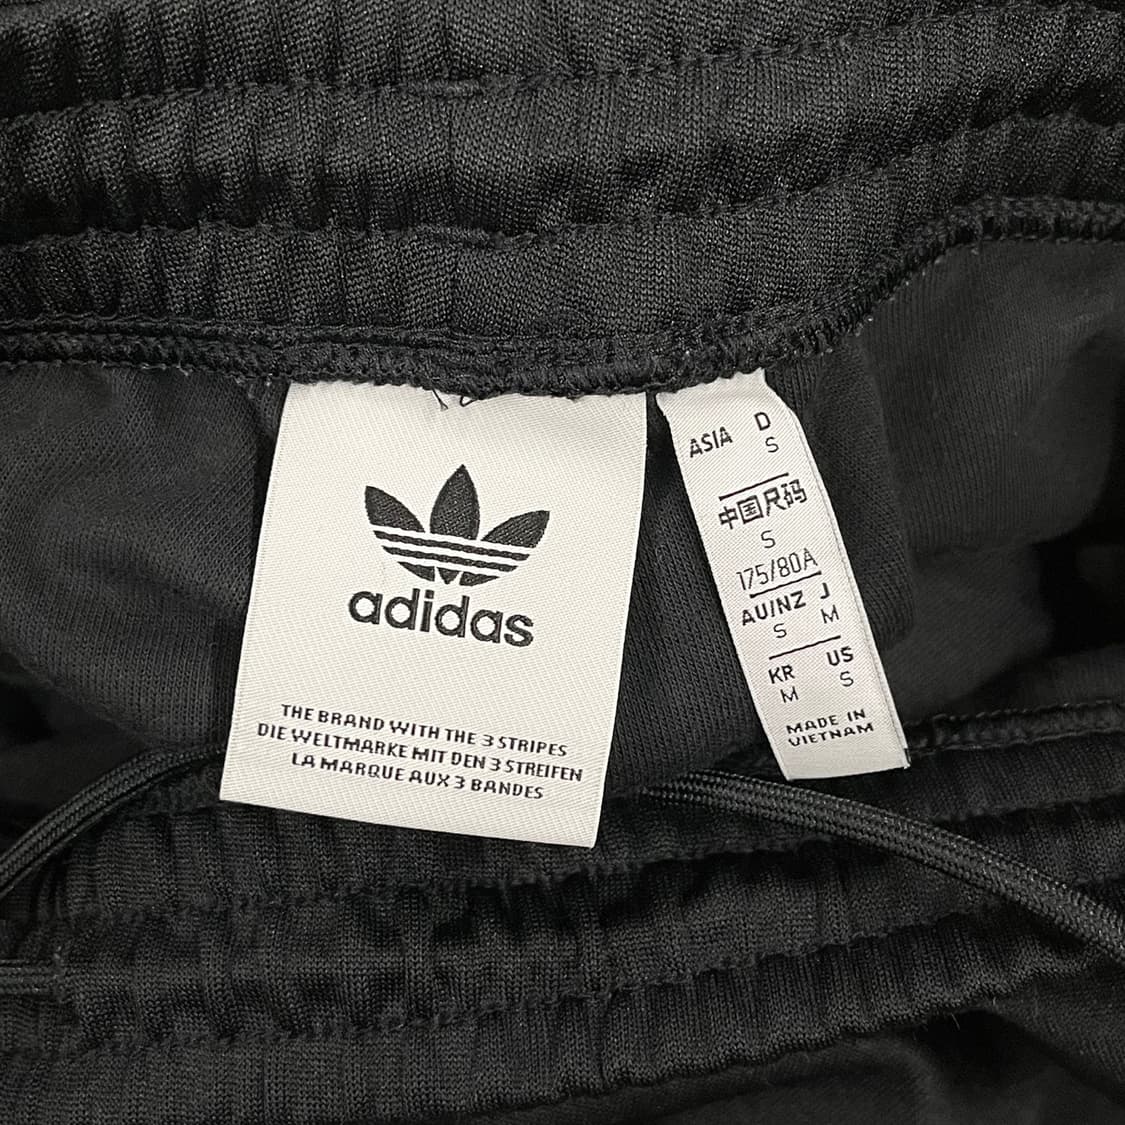 adidas
THE BRAND WITH THE 3 STRIPES
DIE WELTMARKE MIT DEN 3 STREIFEN
LA MARQUE AUX 3 BANDES
ASIA D
S
中国尺码
S
175/80A
AU/NZ J
S M
KR US
M S
MADE IN
VIETNAM